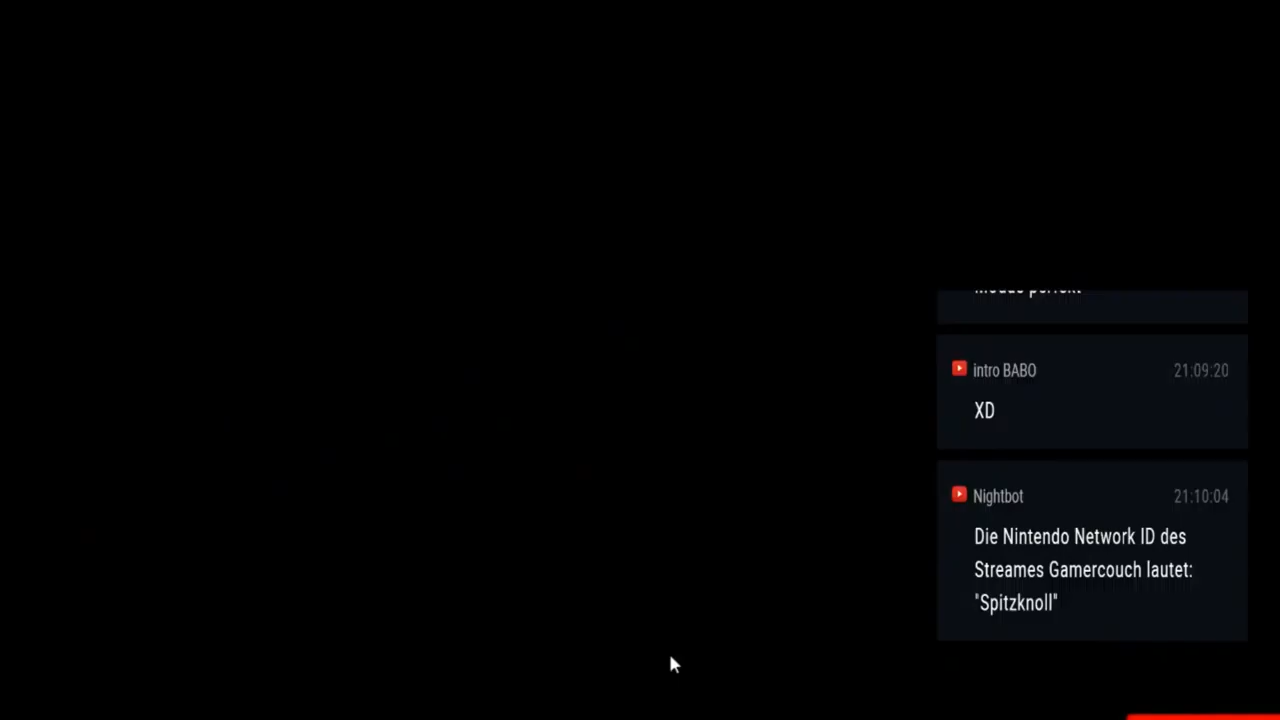 intro BABO 21:09:20
XD
Nightbot 21:10:04
Die Nintendo Network ID des
Streames Gamercouch lautet:
"Spitzknoll"